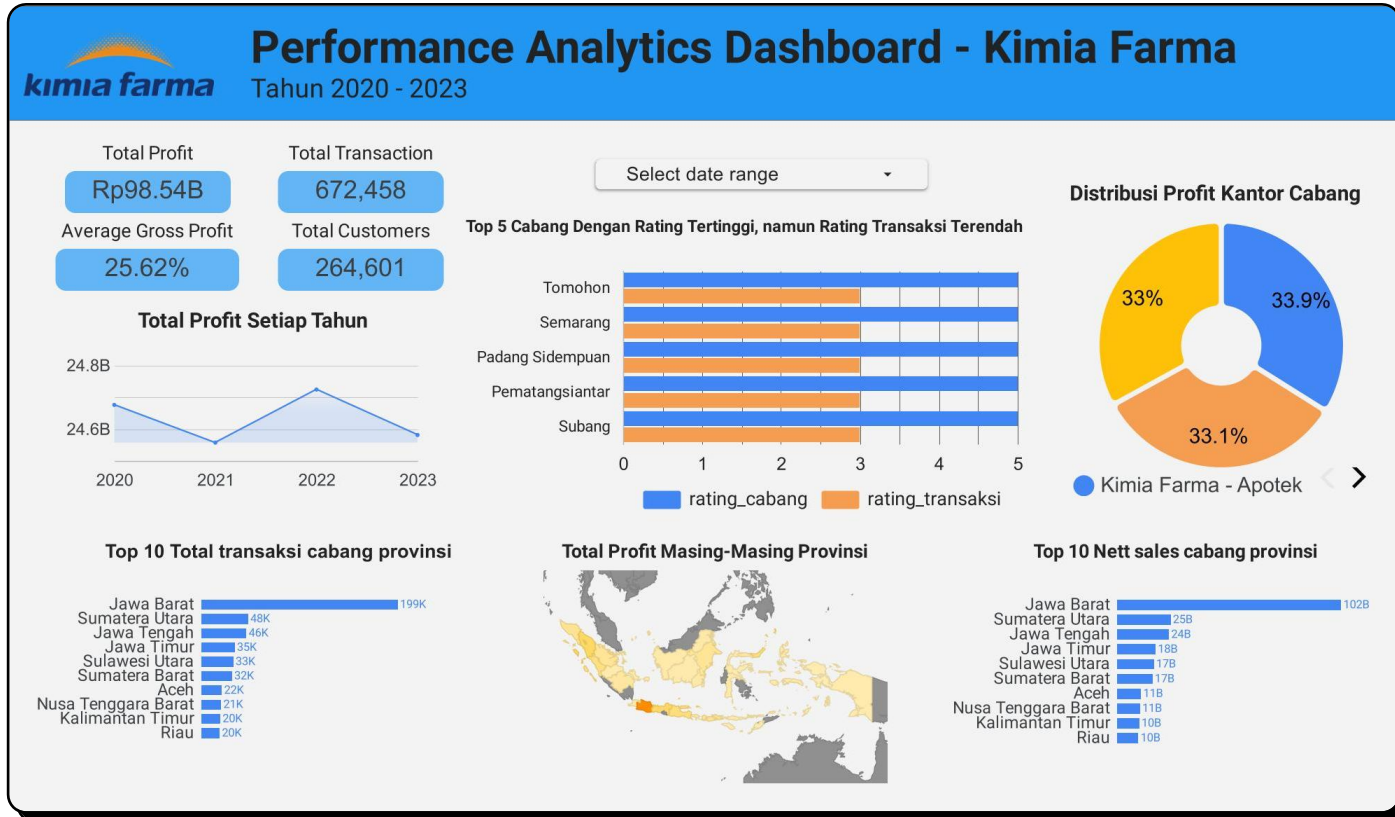 kimia farma
Performance Analytics Dashboard - Kimia Farma
Tahun 2020 - 2023
Total Profit
Rp98.54B
Total Transaction
672,458
Average Gross Profit
25.62%
Total Customers
264,601
Select date range
Total Profit Setiap Tahun
24.8B
24.6B
2020
2021
2022
2023
Top 5 Cabang Dengan Rating Tertinggi, namun Rating Transaksi Terendah
Tomohon
Semarang
Padang Sidempuan
Pematangsiantar
Subang
0
1
2
3
4
5
rating_cabang
rating_transaksi
Distribusi Profit Kantor Cabang
33%
33.9%
33.1%
Kimia Farma - Apotek
Top 10 Total transaksi cabang provinsi
Jawa Barat 199K
Sumatera Utara 48K
Jawa Tengah 46K
Jawa Timur 35K
Sulawesi Utara 33K
Sumatera Barat 32K
Aceh 22K
Nusa Tenggara Barat 21K
Kalimantan Timur 20K
Riau 20K
Total Profit Masing-Masing Provinsi
Top 10 Nett sales cabang provinsi
Jawa Barat 102B
Sumatera Utara 25B
Jawa Tengah 24B
Jawa Timur 18B
Sulawesi Utara 17B
Sumatera Barat 17B
Aceh 11B
Nusa Tenggara Barat 11B
Kalimantan Timur 10B
Riau 10B